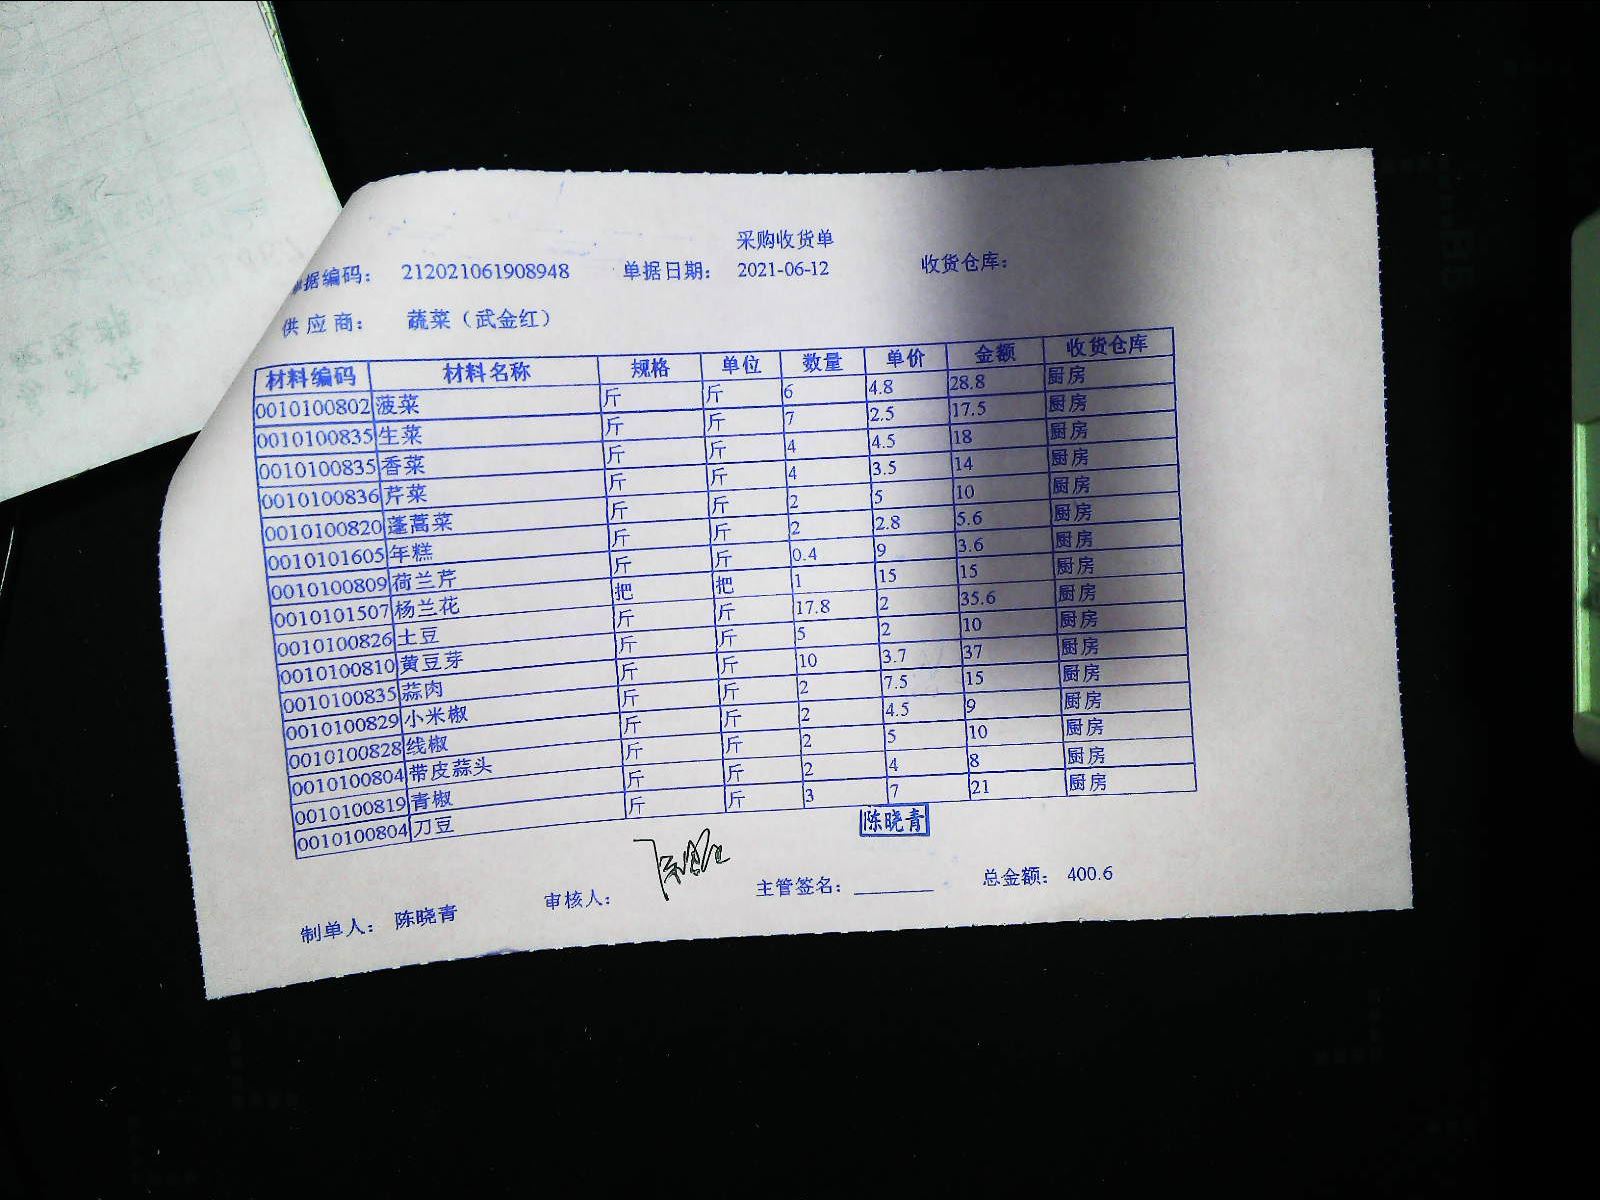 采购收货单
单据编码： 212021061908948 单据日期： 2021-06-12 收货仓库：
供应商： 蔬菜（武金红）
材料编码 材料名称 规格 单位 数量 单价 金额 收货仓库
0010100802 菠菜 斤 斤 6 4.8 28.8 厨房
0010100835 生菜 斤 斤 7 2.5 17.5 厨房
0010100835 香菜 斤 斤 4 4.5 18 厨房
0010100836 芹菜 斤 斤 4 3.5 14 厨房
0010100820 蓬蒿菜 斤 斤 2 5 10 厨房
0010101605 年糕 斤 斤 2 2.8 5.6 厨房
0010100809 荷兰芹 斤 斤 0.4 9 3.6 厨房
0010101507 杨兰花 把 把 1 15 15 厨房
0010100826 土豆 斤 斤 17.8 2 35.6 厨房
0010100810 黄豆芽 斤 斤 5 2 10 厨房
0010100835 蒜肉 斤 斤 10 3.7 37 厨房
0010100829 小米椒 斤 斤 2 7.5 15 厨房
0010100828 线椒 斤 斤 2 4.5 9 厨房
0010100804 带皮蒜头 斤 斤 2 5 10 厨房
0010100819 青椒 斤 斤 2 4 8 厨房
0010100804 刀豆 斤 斤 3 7 21 厨房
陈晓青
制单人： 陈晓青 审核人： 主管签名： 总金额： 400.6